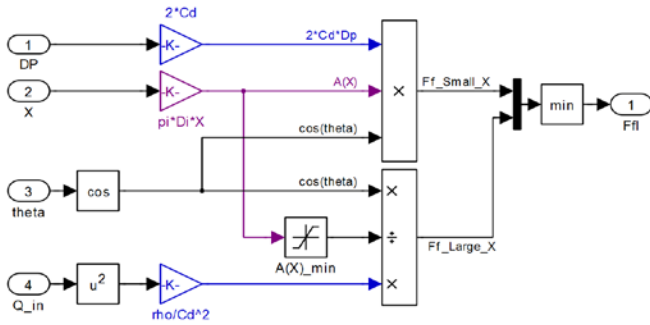 2*Cd
1
DP
-K-
2*Cd*Dp
2
X
-K-
pi*Di*X
A(X)
×
Ff_Small_X
cos(theta)
min
1
Ffl
3
theta
cos
cos(theta)
×
÷
×
A(X)_min
Ff_Large_X
4
Q_in
u²
-K-
rho/Cd^2